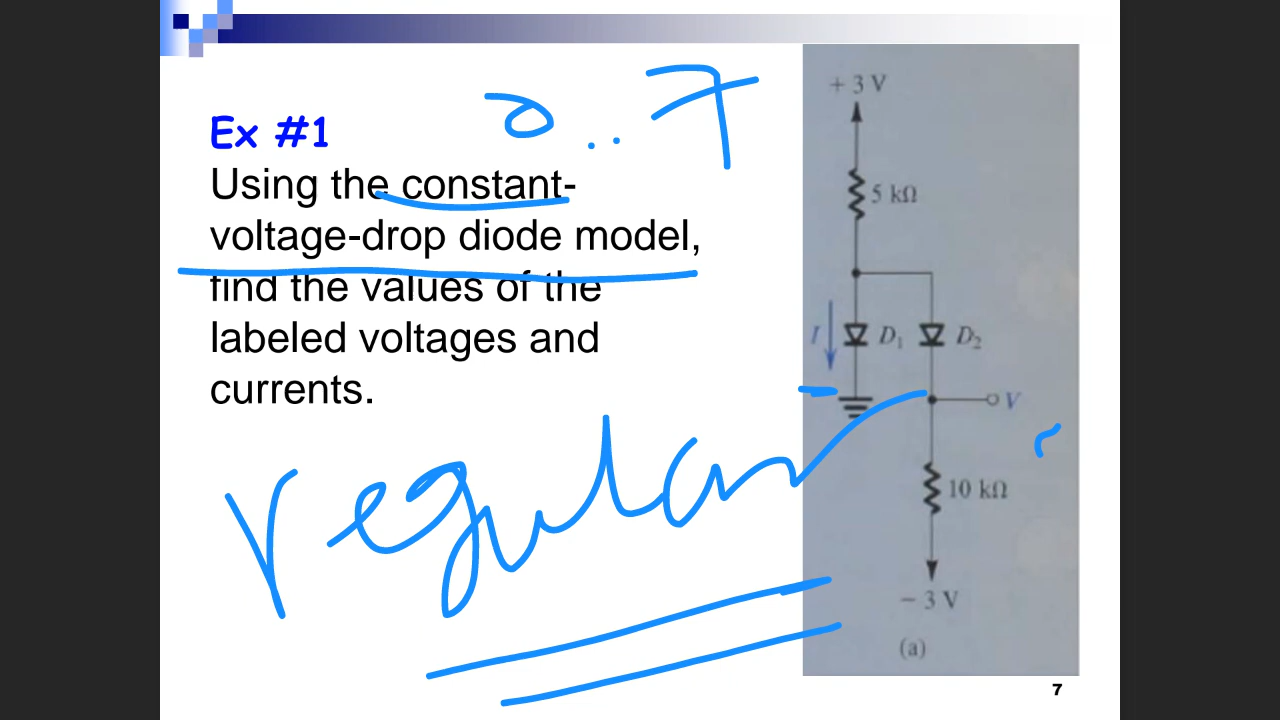 Ex #1
0..7
Using the constant-
voltage-drop diode model,
find the values of the
labeled voltages and
currents.
regular
+ 3 V
5 kΩ
I
D₁
D₂
V
10 kΩ
− 3 V
(a)
7